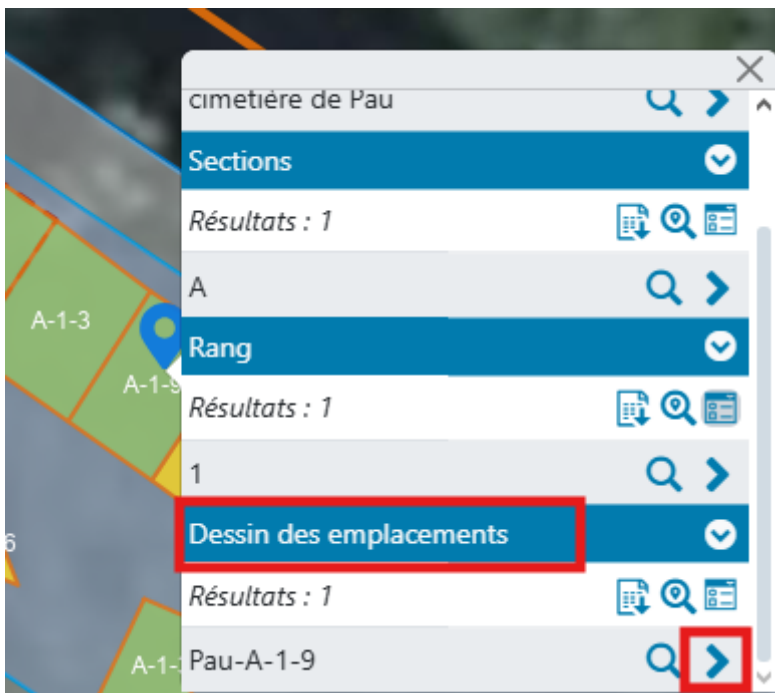 cimetière de Pau
Sections
Résultats : 1
A
A-1-3
Rang
A-1-9
Résultats : 1
1
Dessin des emplacements
6
Résultats : 1
Pau-A-1-9